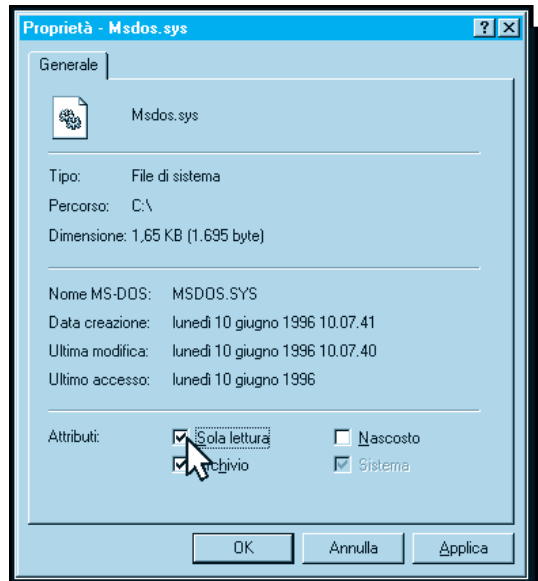 Proprietà - Msdos.sys
Generale
Msdos.sys
Tipo: File di sistema
Percorso: C:\
Dimensione: 1,65 KB (1.695 byte)
Nome MS-DOS: MSDOS.SYS
Data creazione: lunedì 10 giugno 1996 10.07.41
Ultima modifica: lunedì 10 giugno 1996 10.07.40
Ultimo accesso: lunedì 10 giugno 1996
Attributi: Sola lettura Nascosto
Archivio Sistema
OK Annulla Applica